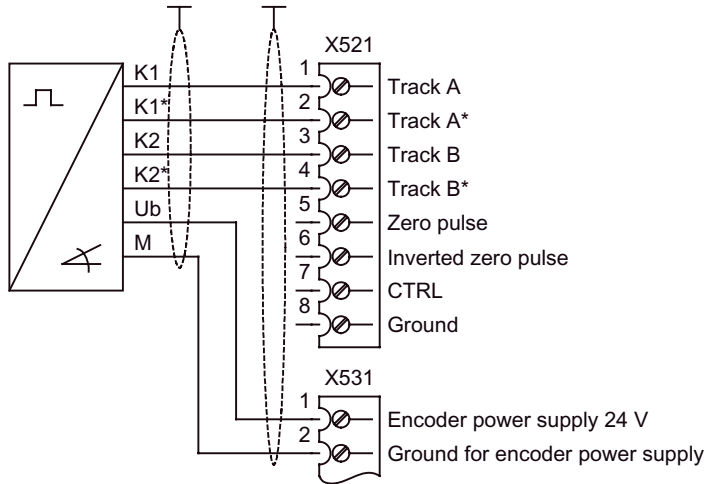 X521
K1
1
Track A
K1*
2
Track A*
K2
3
Track B
K2*
4
Track B*
Ub
5
Zero pulse
M
6
Inverted zero pulse
7
CTRL
8
Ground
X531
1
Encoder power supply 24 V
2
Ground for encoder power supply